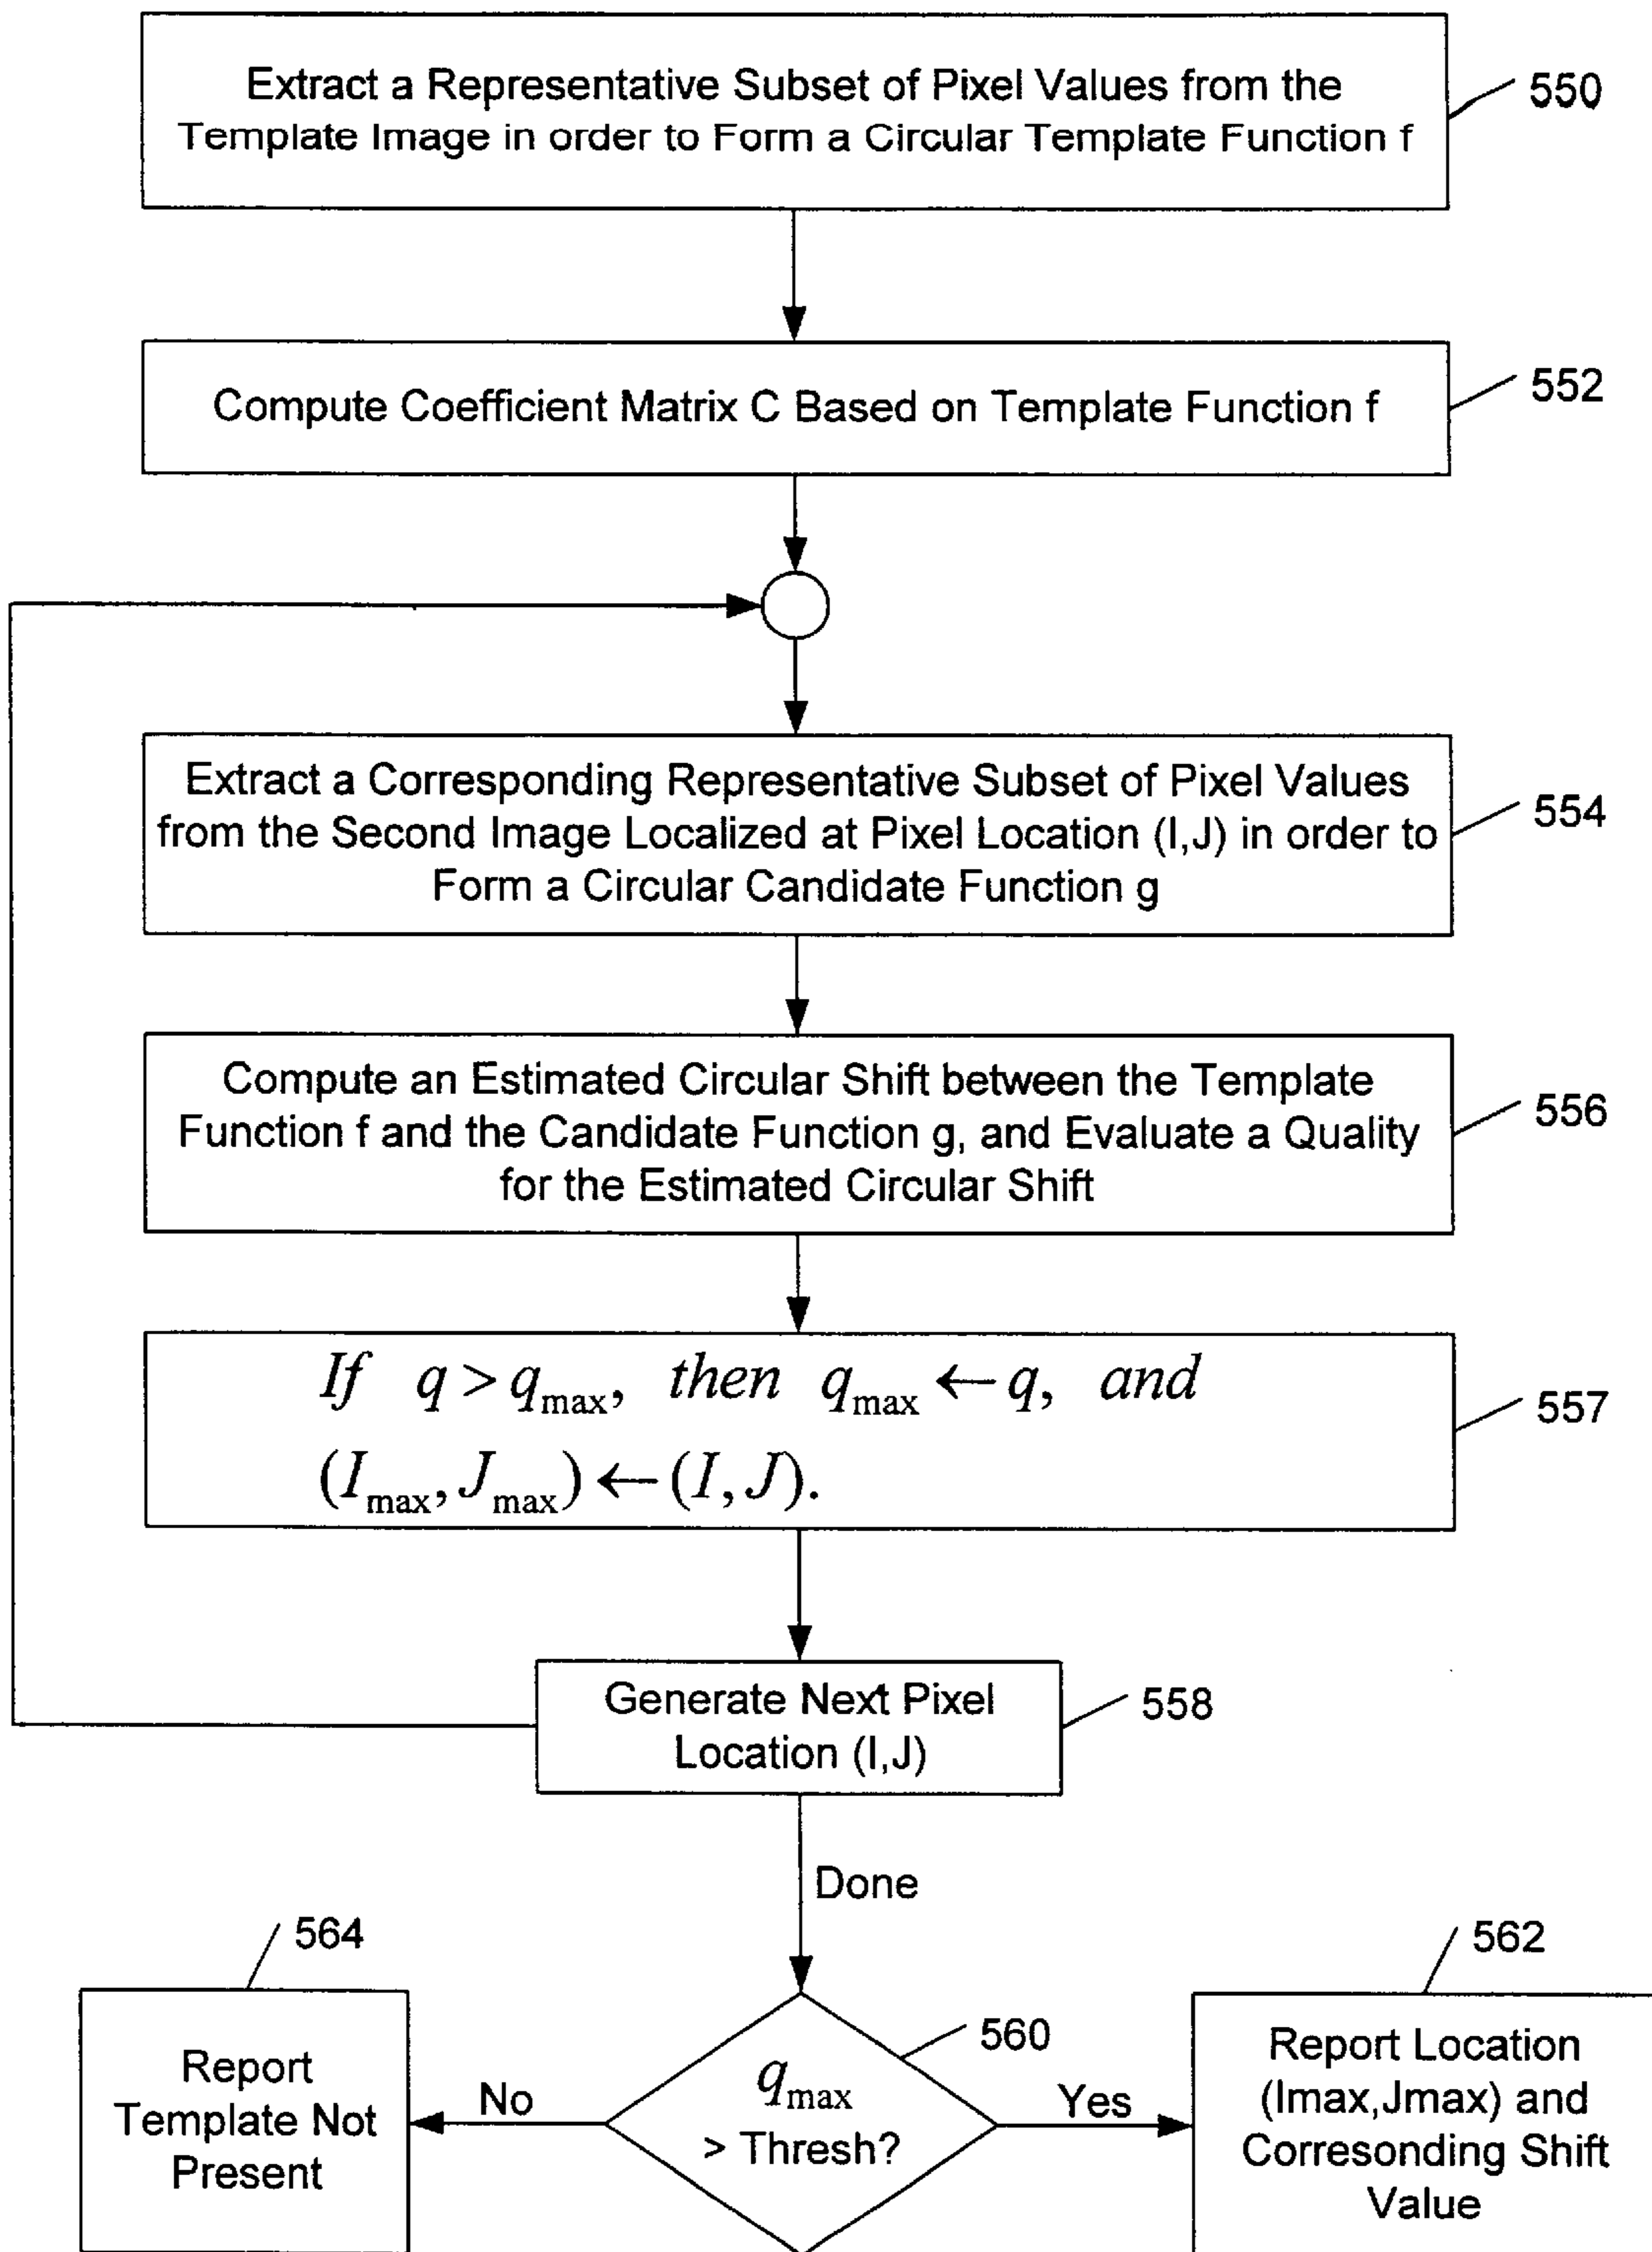 Extract a Representative Subset of Pixel Values from the
Template Image in order to Form a Circular Template Function f
550
Compute Coefficient Matrix C Based on Template Function f
552
Extract a Corresponding Representative Subset of Pixel Values
from the Second Image Localized at Pixel Location (I,J) in order to
Form a Circular Candidate Function g
554
Compute an Estimated Circular Shift between the Template
Function f and the Candidate Function g, and Evaluate a Quality
for the Estimated Circular Shift
556
If q > q_max, then q_max ← q, and
(I_max, J_max) ← (I, J).
557
Generate Next Pixel
Location (I,J)
558
Done
564
Report
Template Not
Present
No
560
q_max
> Thresh?
Yes
562
Report Location
(Imax,Jmax) and
Corresonding Shift
Value